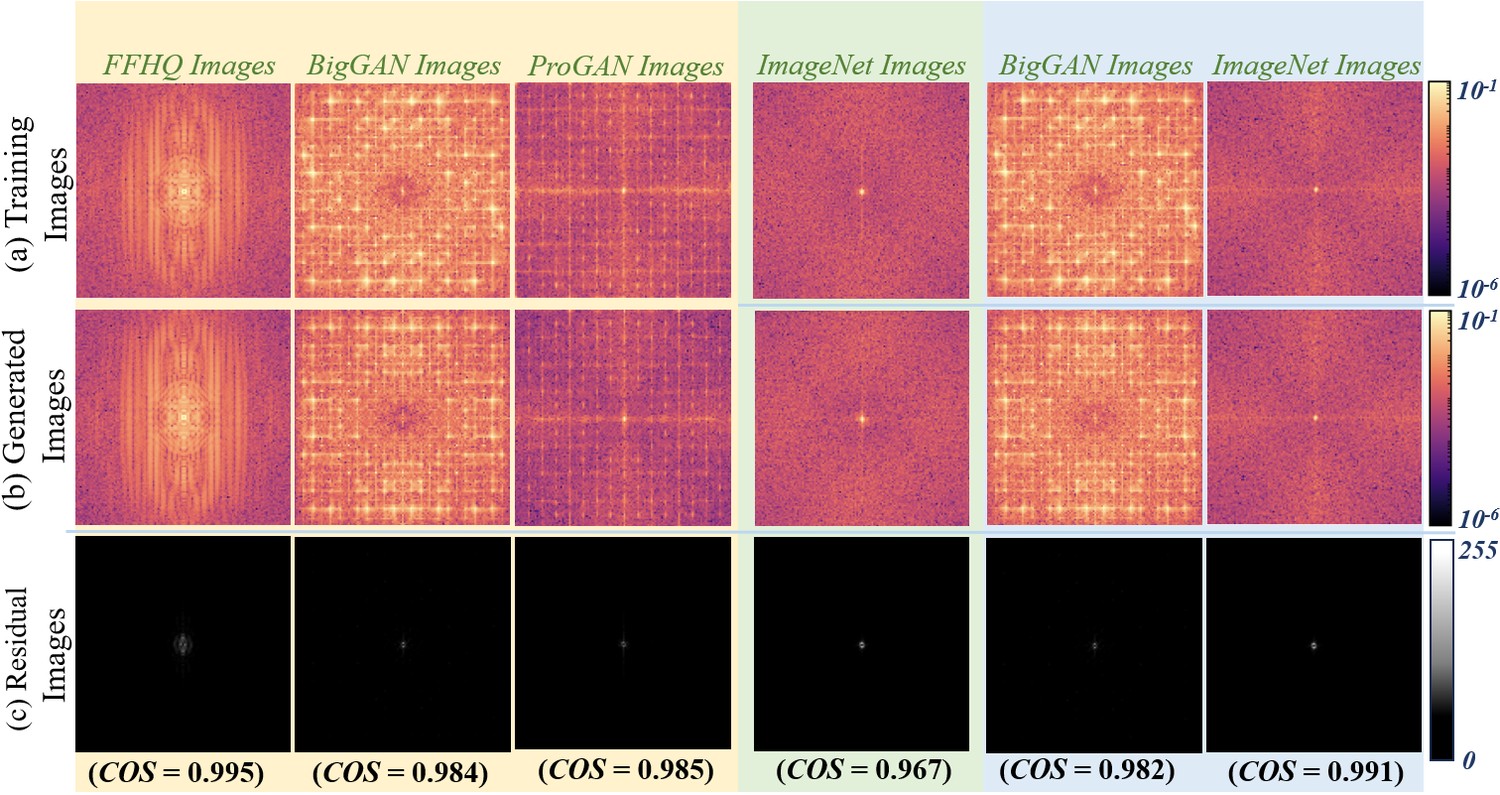 FFHQ Images BigGAN Images ProGAN Images ImageNet Images BigGAN Images ImageNet Images
(a) Training
Images
10-1
10-6
(b) Generated
Images
10-1
10-6
(c) Residual
Images
255
0
(COS = 0.995) (COS = 0.984) (COS = 0.985) (COS = 0.967) (COS = 0.982) (COS = 0.991)